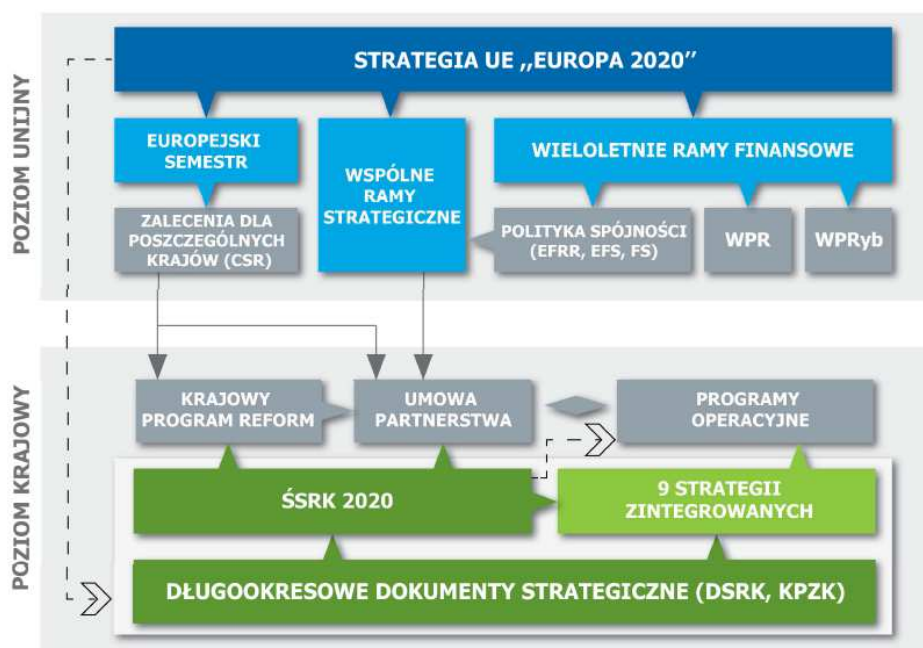 POZIOM UNIJNY
STRATEGIA UE „EUROPA 2020”
EUROPEJSKI
SEMESTR
WSPÓLNE
RAMY
STRATEGICZNE
WIELOLETNIE RAMY FINANSOWE
ZALECENIA DLA
POSZCZEGÓLNYCH
KRAJÓW (CSR)
POLITYKA SPÓJNOŚCI
(EFRR, EFS, FS)
WPR
WPRyb
POZIOM KRAJOWY
KRAJOWY
PROGRAM REFORM
UMOWA
PARTNERSTWA
PROGRAMY
OPERACYJNE
ŚSRK 2020
9 STRATEGII
ZINTEGROWANYCH
DŁUGOOKRESOWE DOKUMENTY STRATEGICZNE (DSRK, KPZK)